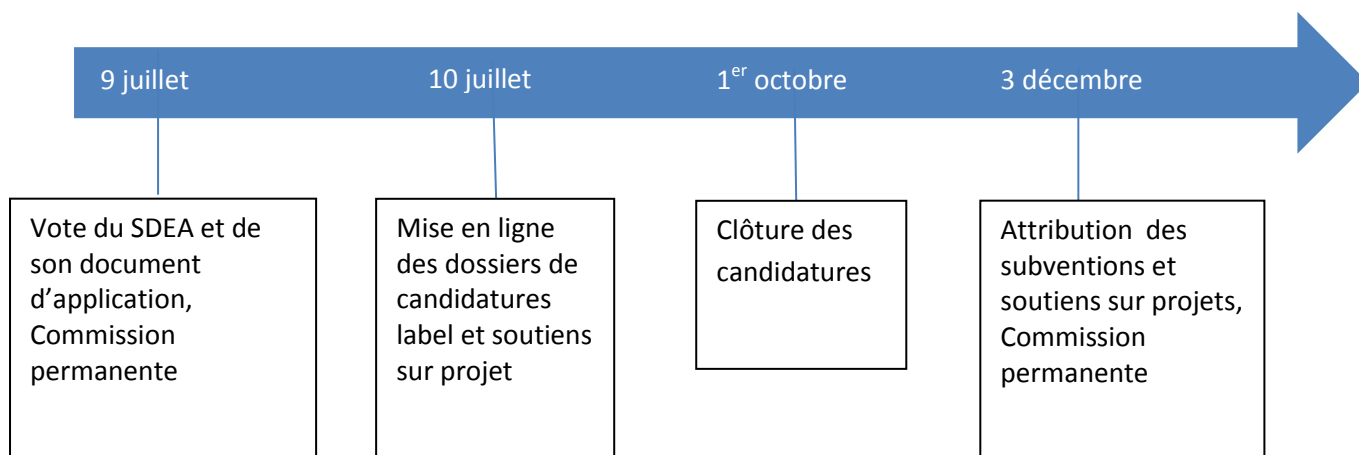 9 juillet
10 juillet
1er octobre
3 décembre
Vote du SDEA et de
son document
d’application,
Commission
permanente
Mise en ligne
des dossiers de
candidatures
label et soutiens
sur projet
Clôture des
candidatures
Attribution des
subventions et
soutiens sur projets,
Commission
permanente